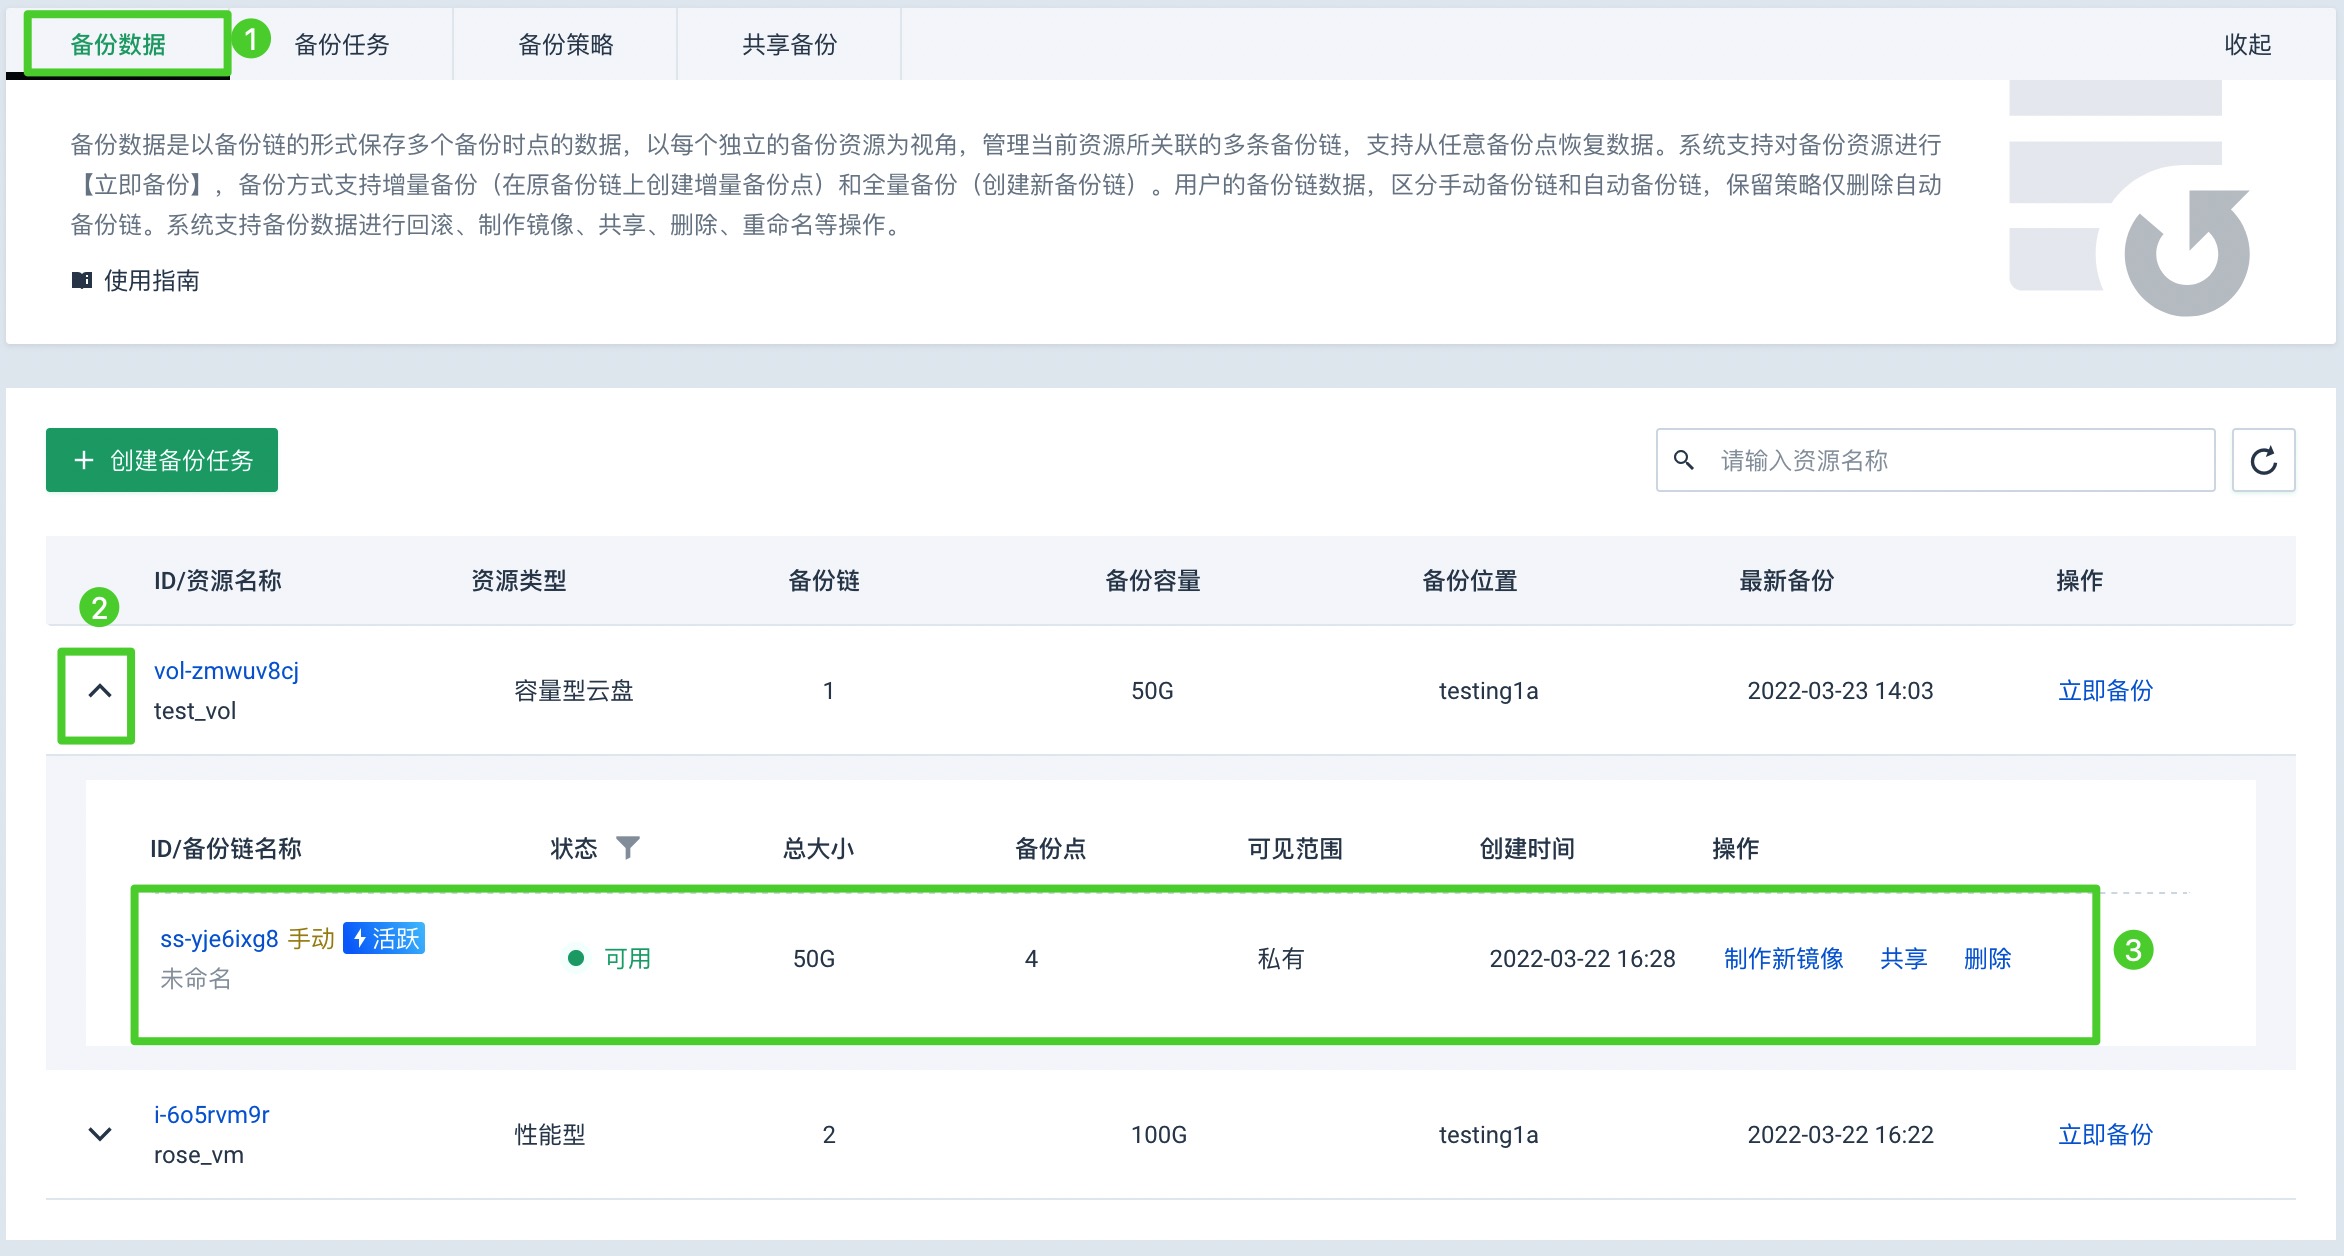 备份数据 1 备份任务 备份策略 共享备份 收起
备份数据是以备份链的形式保存多个备份时点的数据，以每个独立的备份资源为视角，管理当前资源所关联的多条备份链，支持从任意备份点恢复数据。系统支持对备份资源进行
【立即备份】，备份方式支持增量备份（在原备份链上创建增量备份点）和全量备份（创建新备份链）。用户的备份链数据，区分手动备份链和自动备份链，保留策略仅删除自动
备份链。系统支持备份数据进行回滚、制作镜像、共享、删除、重命名等操作。
使用指南
创建备份任务 请输入资源名称
ID/资源名称 资源类型 备份链 备份容量 备份位置 最新备份 操作
2
vol-zmwuv8cj
test_vol 容量型云盘 1 50G testing1a 2022-03-23 14:03 立即备份
ID/备份链名称 状态 总大小 备份点 可见范围 创建时间 操作
ss-yje6ixg8 手动 活跃
未命名 可用 50G 4 私有 2022-03-22 16:28 制作新镜像 共享 删除 3
i-6o5rvm9r
rose_vm 性能型 2 100G testing1a 2022-03-22 16:22 立即备份